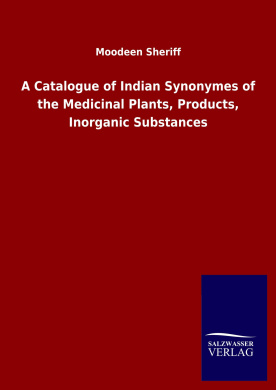 Moodeen Sheriff
A Catalogue of Indian Synonymes of
the Medicinal Plants, Products,
Inorganic Substances
SALZWASSER
VERLAG